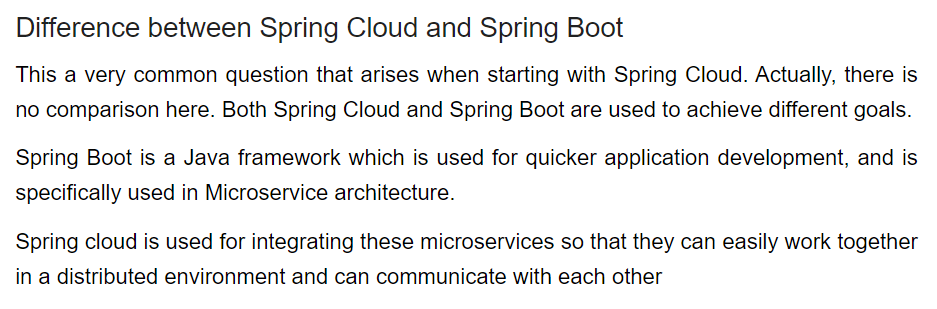 Difference between Spring Cloud and Spring Boot
This a very common question that arises when starting with Spring Cloud. Actually, there is
no comparison here. Both Spring Cloud and Spring Boot are used to achieve different goals.
Spring Boot is a Java framework which is used for quicker application development, and is
specifically used in Microservice architecture.
Spring cloud is used for integrating these microservices so that they can easily work together
in a distributed environment and can communicate with each other